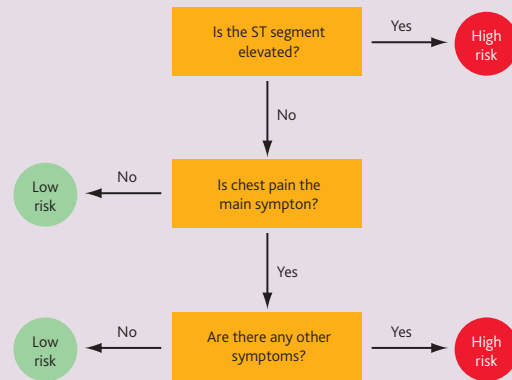 Is the ST segment
elevated?
Yes
High
risk
No
Is chest pain the
main sympton?
No
Low
risk
Yes
Are there any other
symptoms?
No
Low
risk
Yes
High
risk